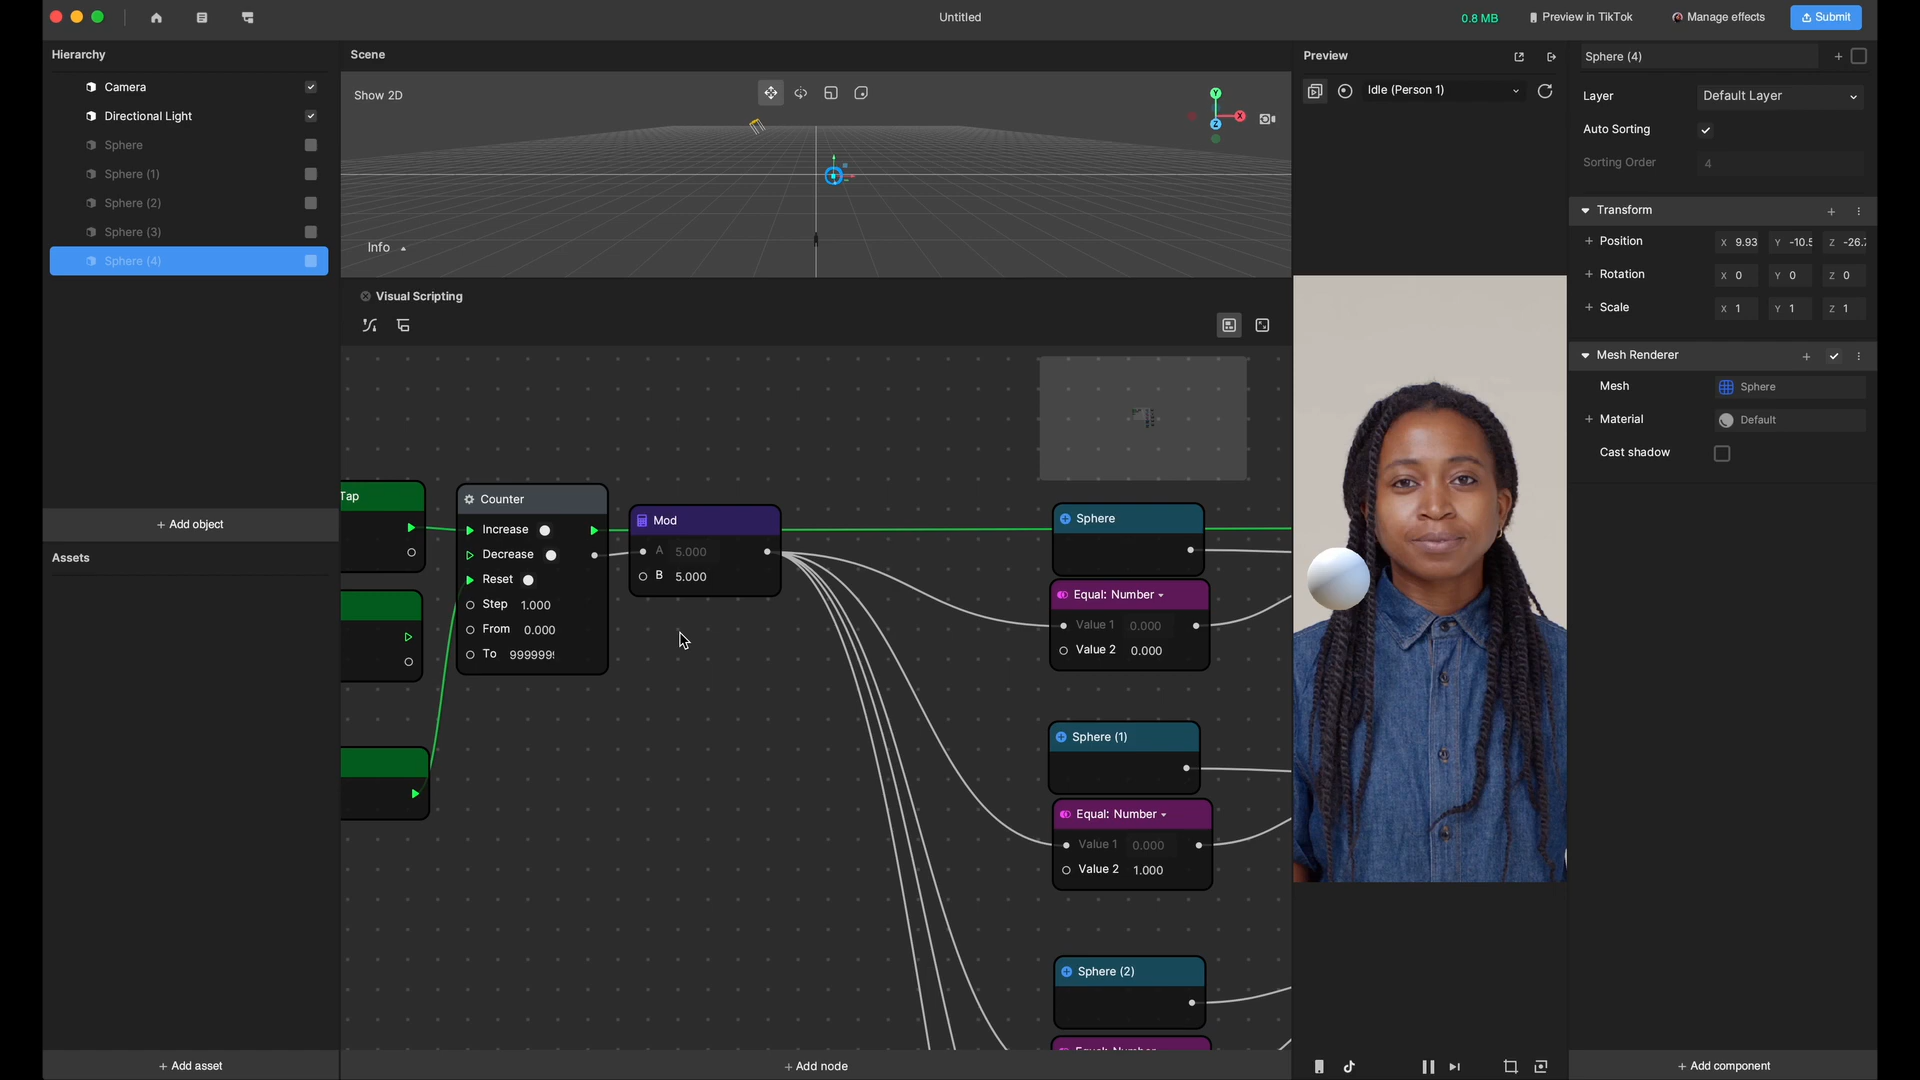 Untitled
0.8 MB
Preview in TikTok
Manage effects
Submit
Hierarchy
Camera
Directional Light
Sphere
Sphere (1)
Sphere (2)
Sphere (3)
Sphere (4)
+ Add object
Assets
+ Add asset
Scene
Show 2D
Y
X
Z
Info
Visual Scripting
Tap
Counter
Increase
Decrease
Reset
Step 1.000
From 0.000
To 9999999
Mod
A 5.000
B 5.000
Sphere
Equal: Number
Value 1 0.000
Value 2 0.000
Sphere (1)
Equal: Number
Value 1 0.000
Value 2 1.000
Sphere (2)
Equal: Number
+ Add node
Preview
Idle (Person 1)
Sphere (4)
Layer Default Layer
Auto Sorting
Sorting Order 4
Transform
Position X 9.93 Y -10.5 Z -26.7
Rotation X 0 Y 0 Z 0
Scale X 1 Y 1 Z 1
Mesh Renderer
Mesh Sphere
Material Default
Cast shadow
+ Add component